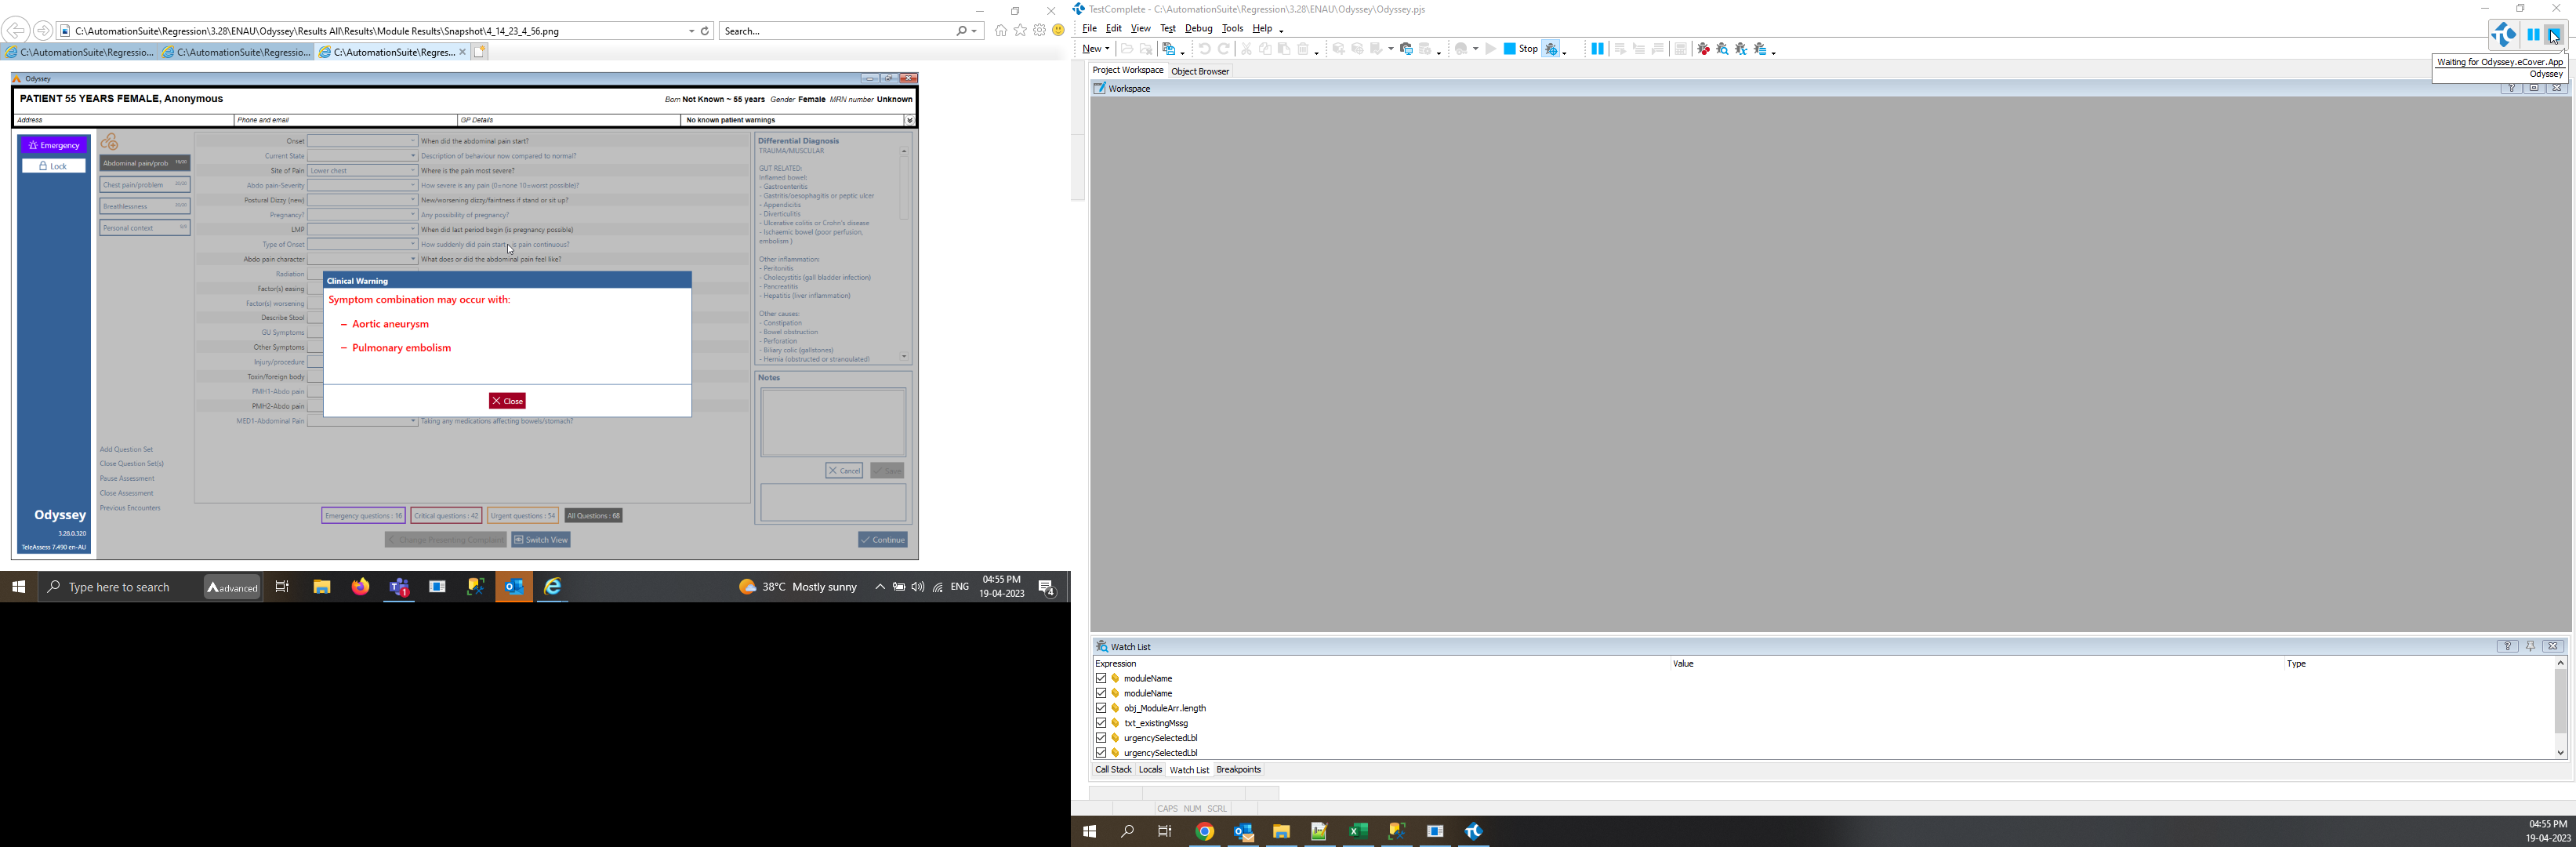 C:\AutomationSuite\Regression\3.28\ENAU\Odyssey\Results All\Results\Module Results\Snapshot\4_14_23_4_56.png
Search...
C:\AutomationSuite\Regressio...
C:\AutomationSuite\Regressio...
C:\AutomationSuite\Regres...
Odyssey
PATIENT 55 YEARS FEMALE, Anonymous
Born Not Known ~ 55 years Gender Female MRN number Unknown
Address
Phone and email
GP Details
No known patient warnings
Emergency
Lock
Abdominal pain/prob
Chest pain/problem
Breathlessness
Personal context
Add Question Set
Close Question Set(s)
Pause Assessment
Close Assessment
Previous Encounters
Odyssey
3.28.0.320
TeleAssess 7.490 en-AU
Onset When did the abdominal pain start?
Current State Description of behaviour now compared to normal?
Site of Pain Lower chest Where is the pain most severe?
Abdo pain-Severity How severe is any pain (0=none 10=worst possible)?
Postural Dizzy (new) New/worsening dizzy/faintness if stand or sit up?
Pregnancy? Any possibility of pregnancy?
LMP When did last period begin (is pregnancy possible)
Type of Onset How suddenly did pain start, is pain continuous?
Abdo pain character What does or did the abdominal pain feel like?
Radiation
Factor(s) easing
Factor(s) worsening
Describe Stool
GU Symptoms
Other Symptoms
Injury/procedure
Toxin/foreign body
PMH1-Abdo pain
PMH2-Abdo pain
MED1-Abdominal Pain Taking any medications affecting bowels/stomach?
Clinical Warning
Symptom combination may occur with:
– Aortic aneurysm
– Pulmonary embolism
Close
Emergency questions : 16
Critical questions : 42
Urgent questions : 54
All Questions : 68
Change Presenting Complaint
Switch View
Continue
Differential Diagnosis
TRAUMA/MUSCULAR
GUT RELATED:
Inflamed bowel:
- Gastroenteritis
- Gastritis/oesophagitis or peptic ulcer
- Appendicitis
- Diverticulitis
- Ulcerative colitis or Crohn's disease
- Ischaemic bowel (poor perfusion,
embolism )
Other inflammation:
- Peritonitis
- Cholecystitis (gall bladder infection)
- Pancreatitis
- Hepatitis (liver inflammation)
Other causes:
- Constipation
- Bowel obstruction
- Perforation
- Biliary colic (gallstones)
- Hernia (obstructed or strangulated)
Notes
Cancel
Save
Type here to search
advanced
38°C Mostly sunny
ENG
04:55 PM
19-04-2023
4
TestComplete - C:\AutomationSuite\Regression\3.28\ENAU\Odyssey\Odyssey.pjs
File Edit View Test Debug Tools Help
New
Stop
Waiting for Odyssey.eCover.App
Odyssey
Project Workspace
Object Browser
Workspace
Watch List
Expression Value Type
moduleName
moduleName
obj_ModuleArr.length
txt_existingMssg
urgencySelectedLbl
urgencySelectedLbl
Call Stack Locals Watch List Breakpoints
CAPS NUM SCRL
04:55 PM
19-04-2023